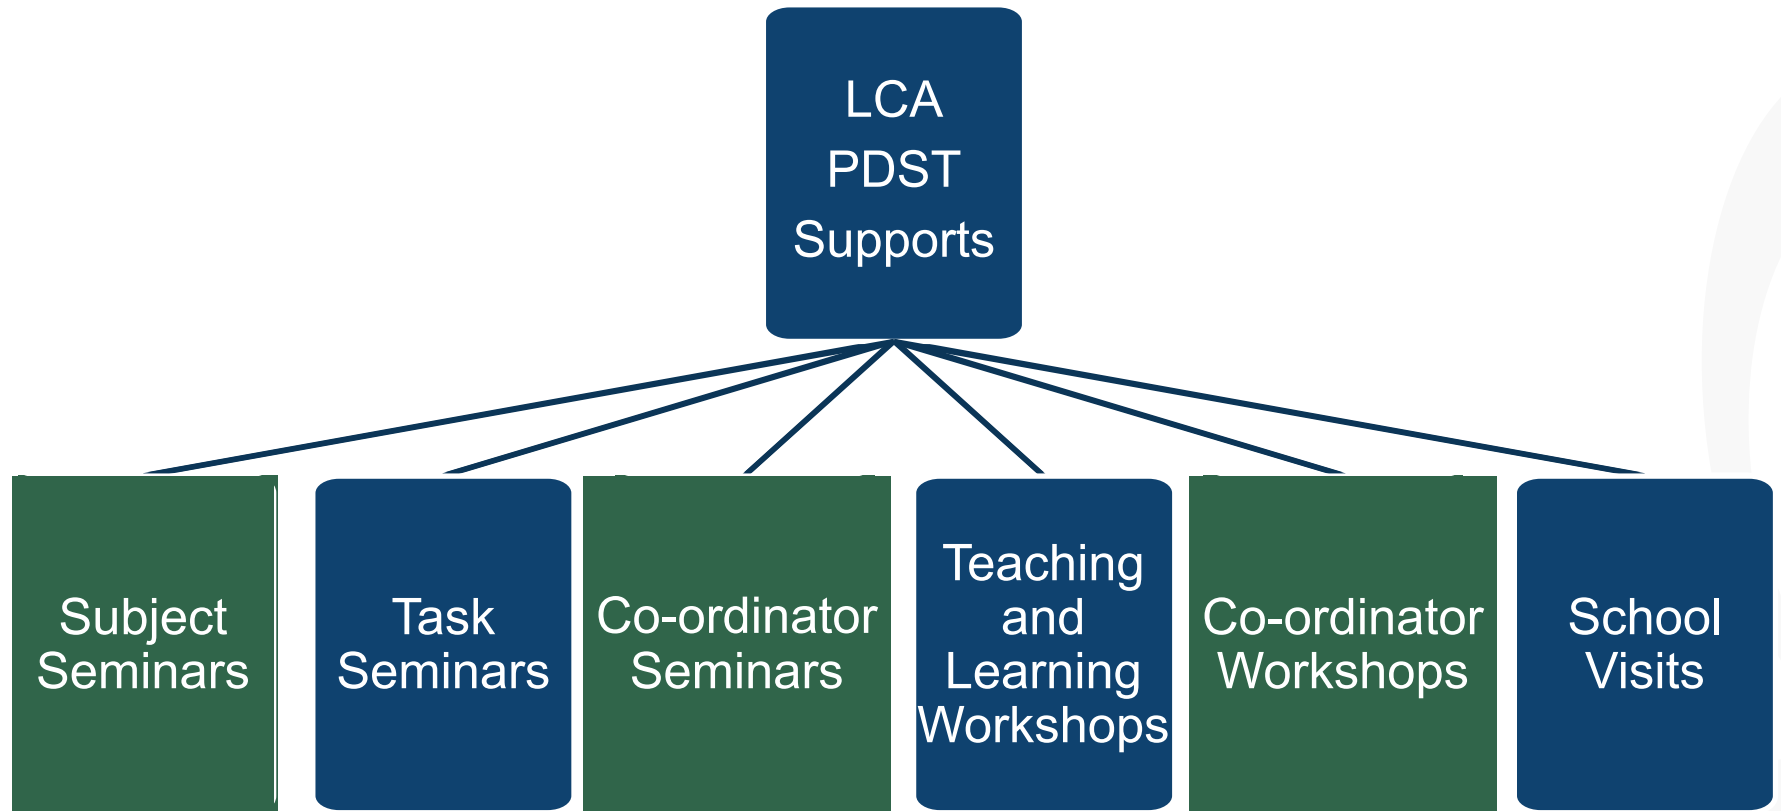 LCA
PDST
Supports
Subject
Seminars
Task
Seminars
Co-ordinator
Seminars
Teaching
and
Learning
Workshops
Co-ordinator
Workshops
School
Visits